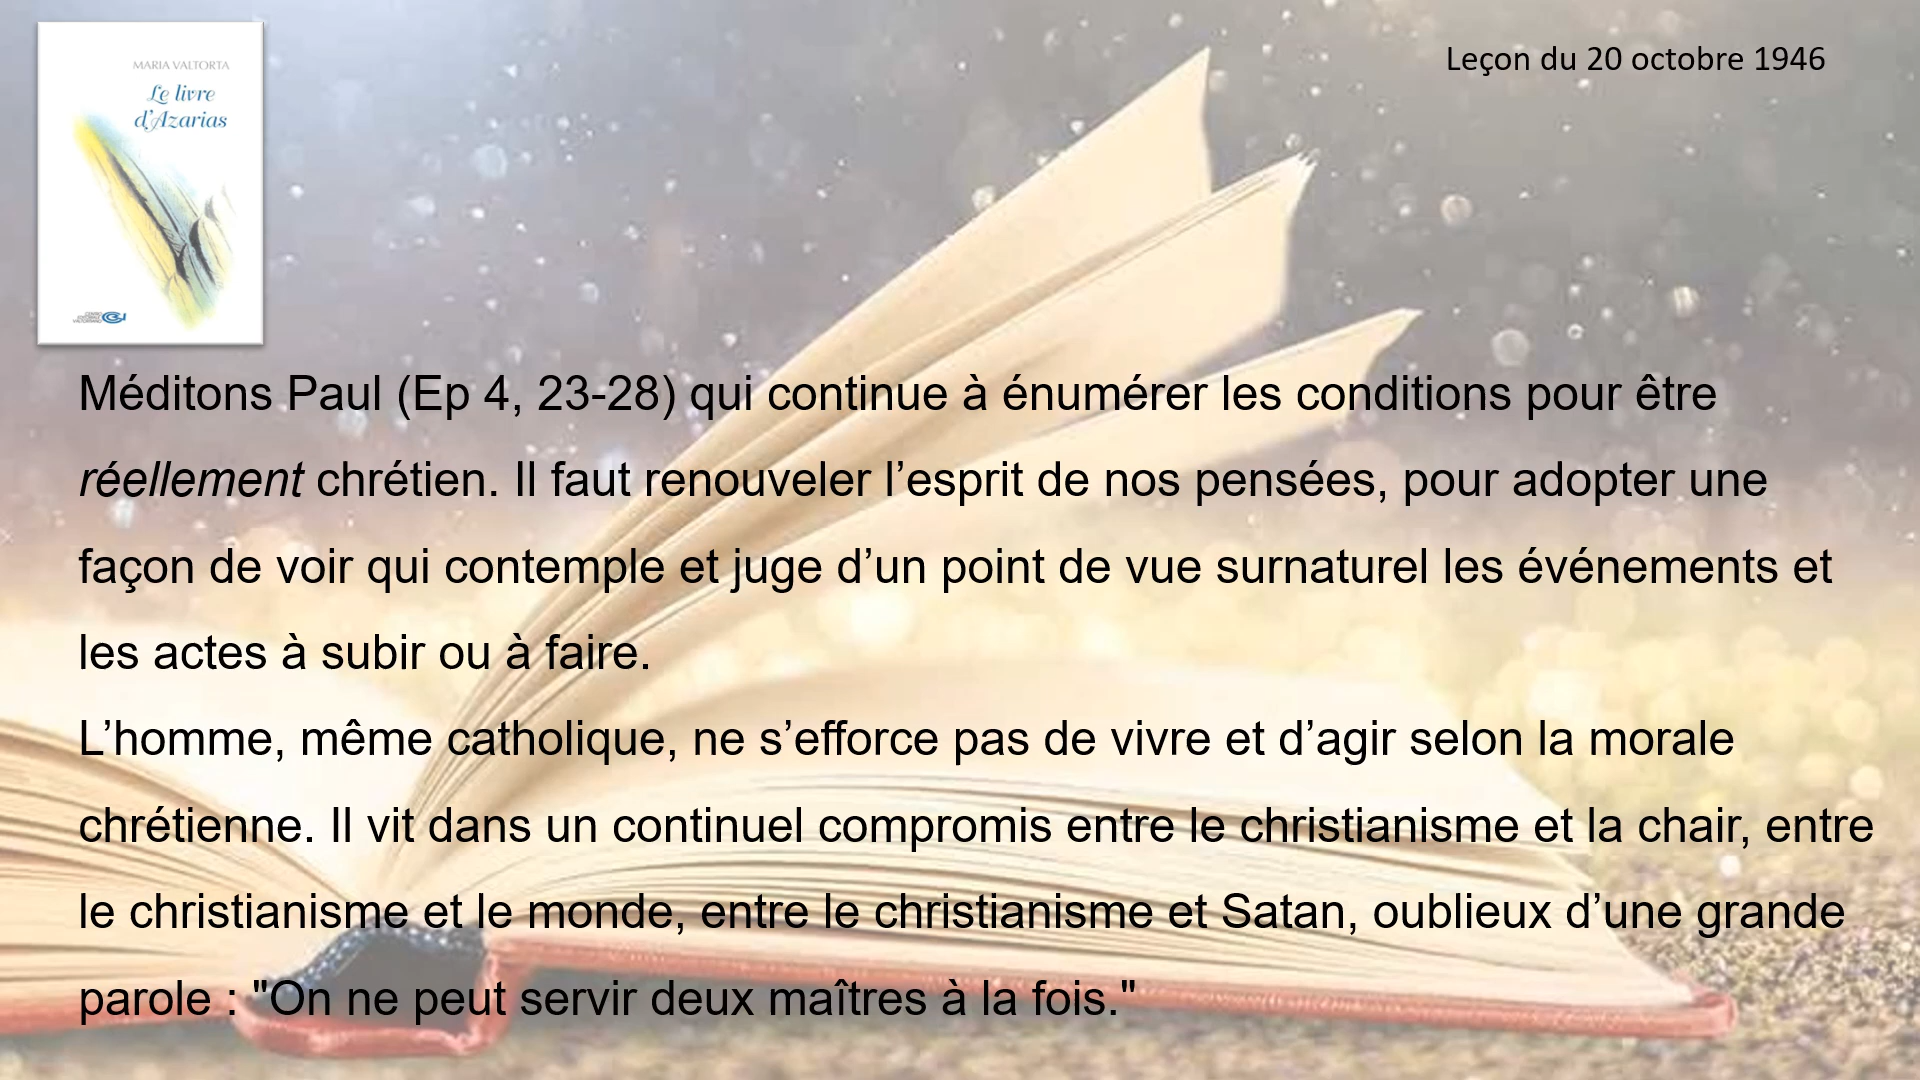 MARIA VALTORTA
Le livre
d'Azarias
CENTRO
EDITORIALE
VALTORTIANO
Leçon du 20 octobre 1946
Méditons Paul (Ep 4, 23-28) qui continue à énumérer les conditions pour être
réellement chrétien. Il faut renouveler l’esprit de nos pensées, pour adopter une
façon de voir qui contemple et juge d’un point de vue surnaturel les événements et
les actes à subir ou à faire.
L’homme, même catholique, ne s’efforce pas de vivre et d’agir selon la morale
chrétienne. Il vit dans un continuel compromis entre le christianisme et la chair, entre
le christianisme et le monde, entre le christianisme et Satan, oublieux d’une grande
parole : "On ne peut servir deux maîtres à la fois."